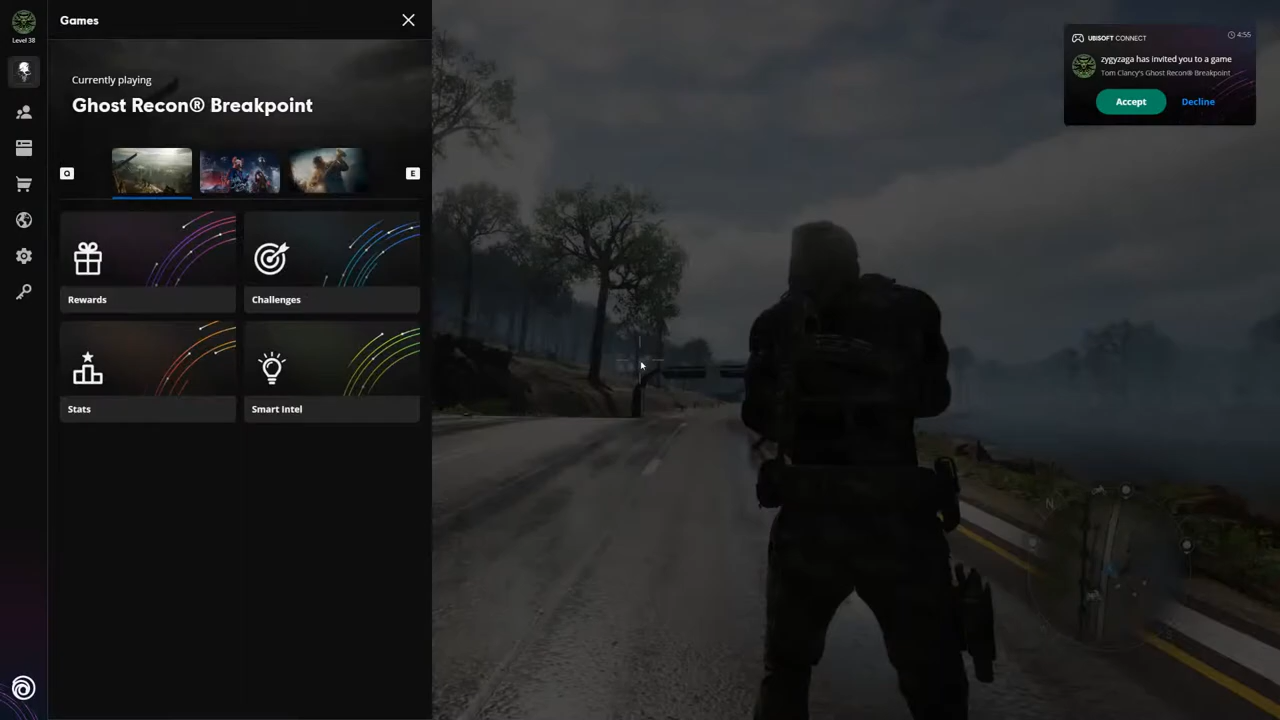 Level 38
Games
Currently playing
Ghost Recon® Breakpoint
Q
E
Rewards
Challenges
Stats
Smart Intel
UBISOFT CONNECT
4:55
zygyzaga has invited you to a game
Tom Clancy's Ghost Recon® Breakpoint
Accept
Decline
N